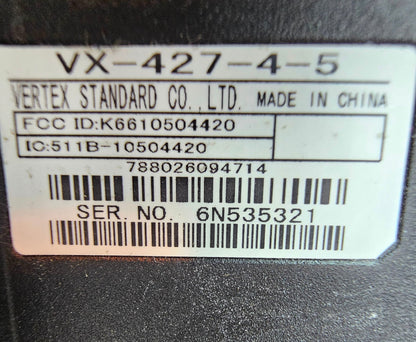 VX-427-4-5
VERTEX STANDARD CO., LTD. MADE IN CHINA
FCC ID:K6610504420
IC:511B-10504420
788026094714
SER. NO. 6N535321